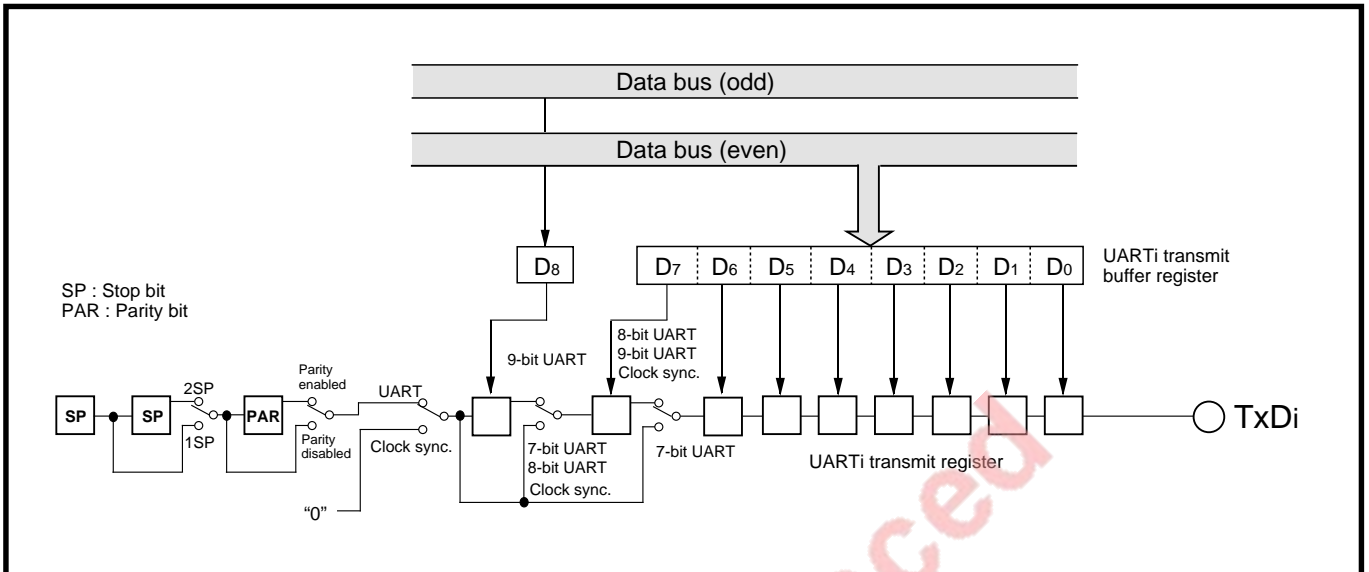 Data bus (odd)
Data bus (even)
D8
D7 D6 D5 D4 D3 D2 D1 D0
UARTi transmit
buffer register
SP : Stop bit
PAR : Parity bit
8-bit UART
9-bit UART
Clock sync.
9-bit UART
Parity
enabled
2SP
UART
SP
SP
PAR
TxDi
1SP
Parity
disabled
Clock sync.
7-bit UART
8-bit UART
Clock sync.
7-bit UART
UARTi transmit register
“0”